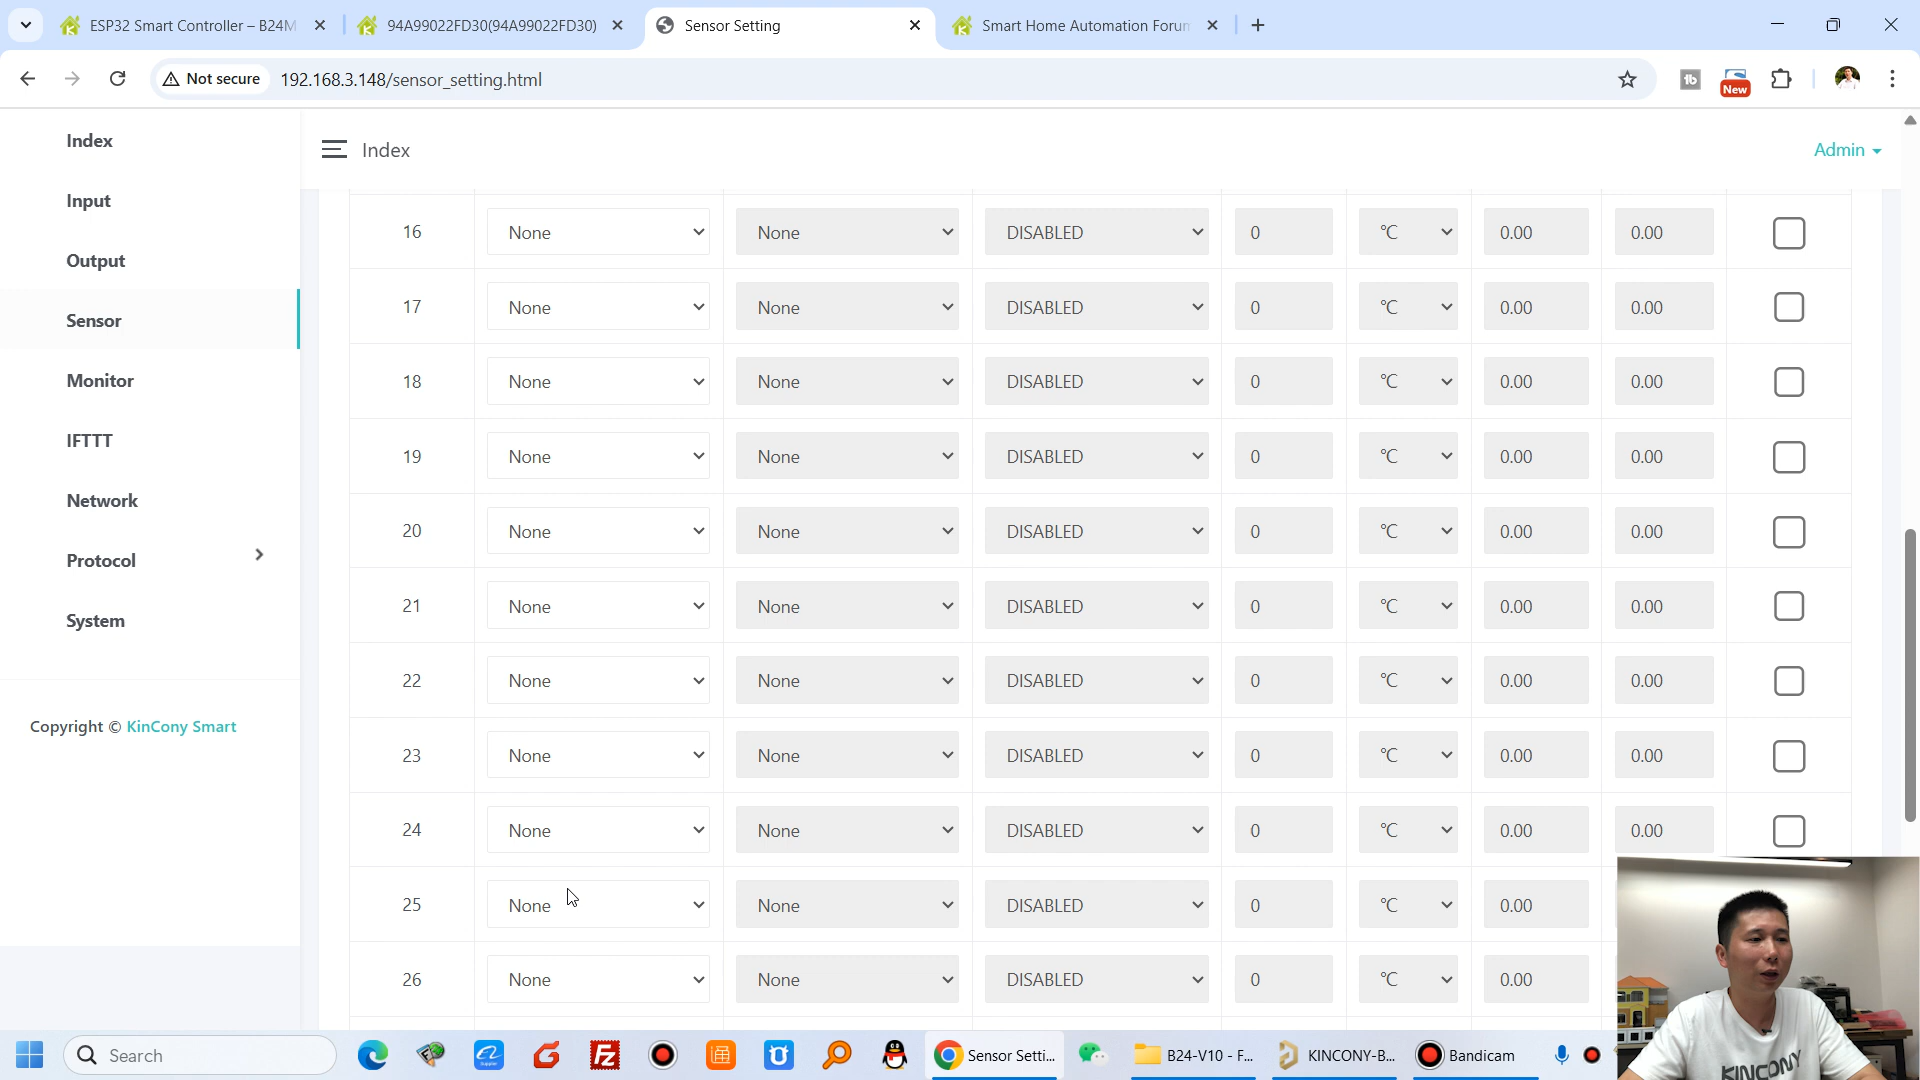 ESP32 Smart Controller – B24M
94A99022FD30(94A99022FD30)
Sensor Setting
Smart Home Automation Forun
Not secure
192.168.3.148/sensor_setting.html
New
Index
Input
Output
Sensor
Monitor
IFTTT
Network
Protocol
System
Copyright © KinCony Smart
Index
Admin
16 None None DISABLED 0 ℃ 0.00 0.00
17 None None DISABLED 0 ℃ 0.00 0.00
18 None None DISABLED 0 ℃ 0.00 0.00
19 None None DISABLED 0 ℃ 0.00 0.00
20 None None DISABLED 0 ℃ 0.00 0.00
21 None None DISABLED 0 ℃ 0.00 0.00
22 None None DISABLED 0 ℃ 0.00 0.00
23 None None DISABLED 0 ℃ 0.00 0.00
24 None None DISABLED 0 ℃ 0.00 0.00
25 None None DISABLED 0 ℃ 0.00
26 None None DISABLED 0 ℃ 0.00
KINCONY
Search
Sensor Setti...
B24-V10 - F...
KINCONY-B...
Bandicam